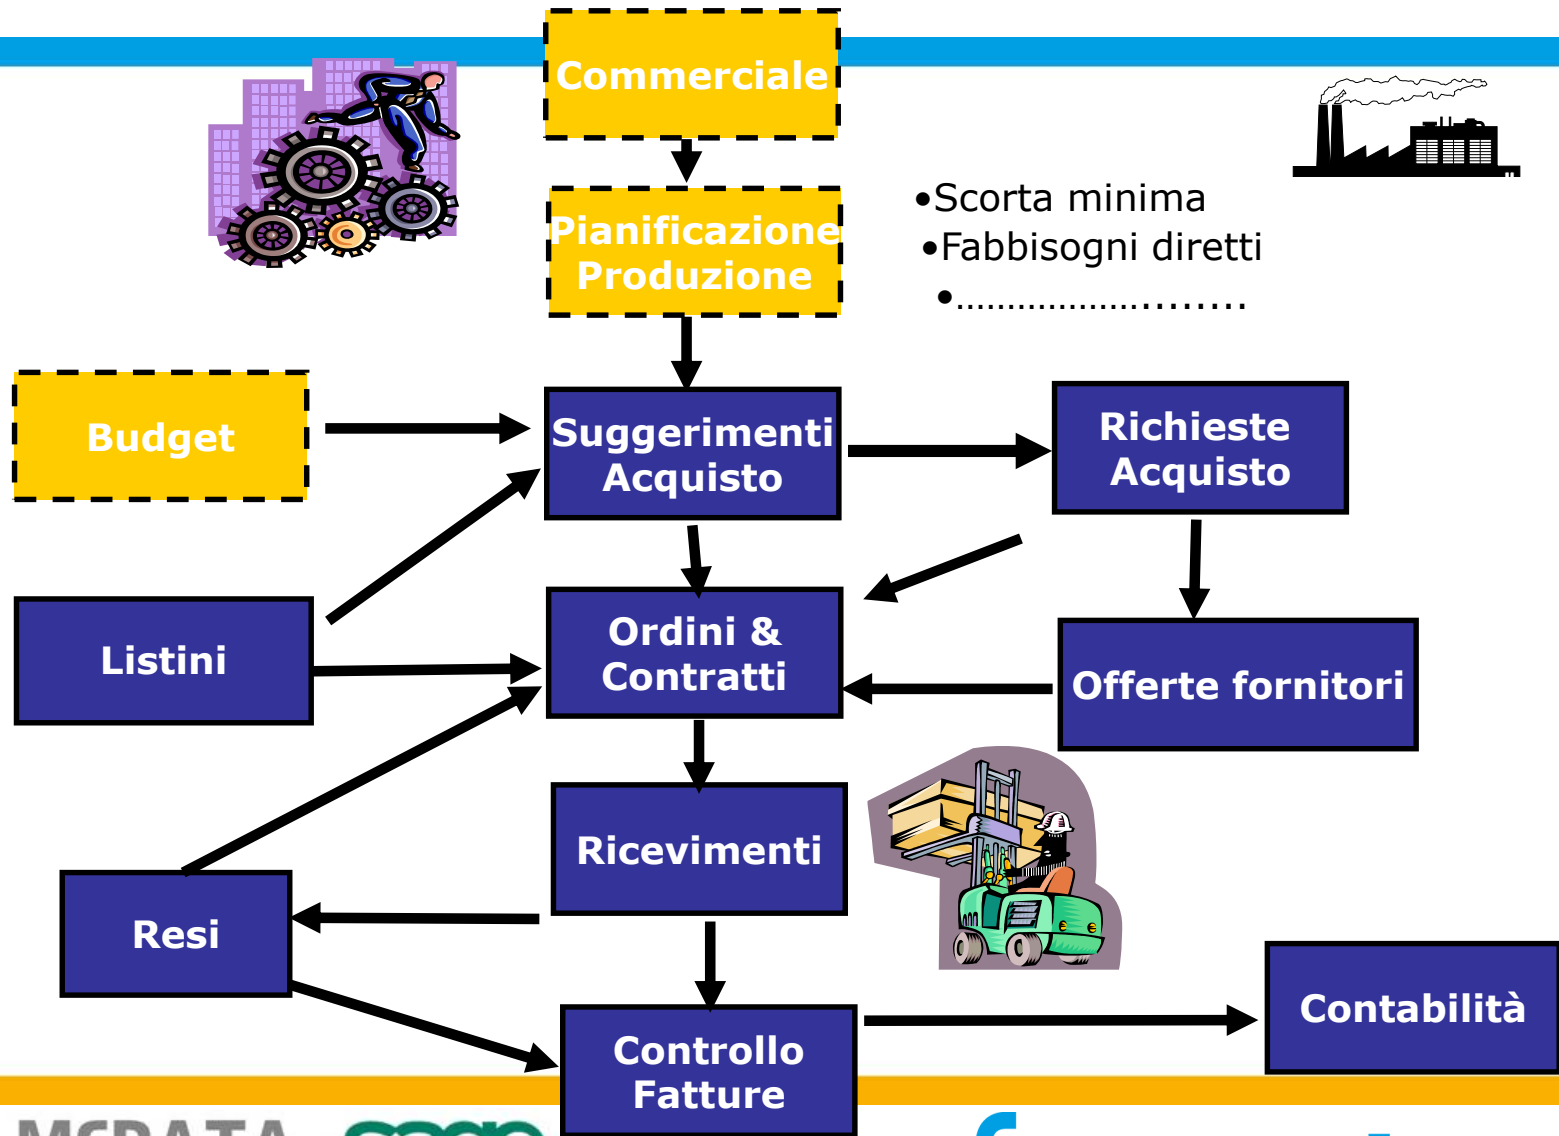 Commerciale
Pianificazione
Produzione
•Scorta minima
•Fabbisogni diretti
•..........................
Budget
Suggerimenti
Acquisto
Richieste
Acquisto
Listini
Ordini &
Contratti
Offerte fornitori
Ricevimenti
Resi
Contabilità
Controllo
Fatture